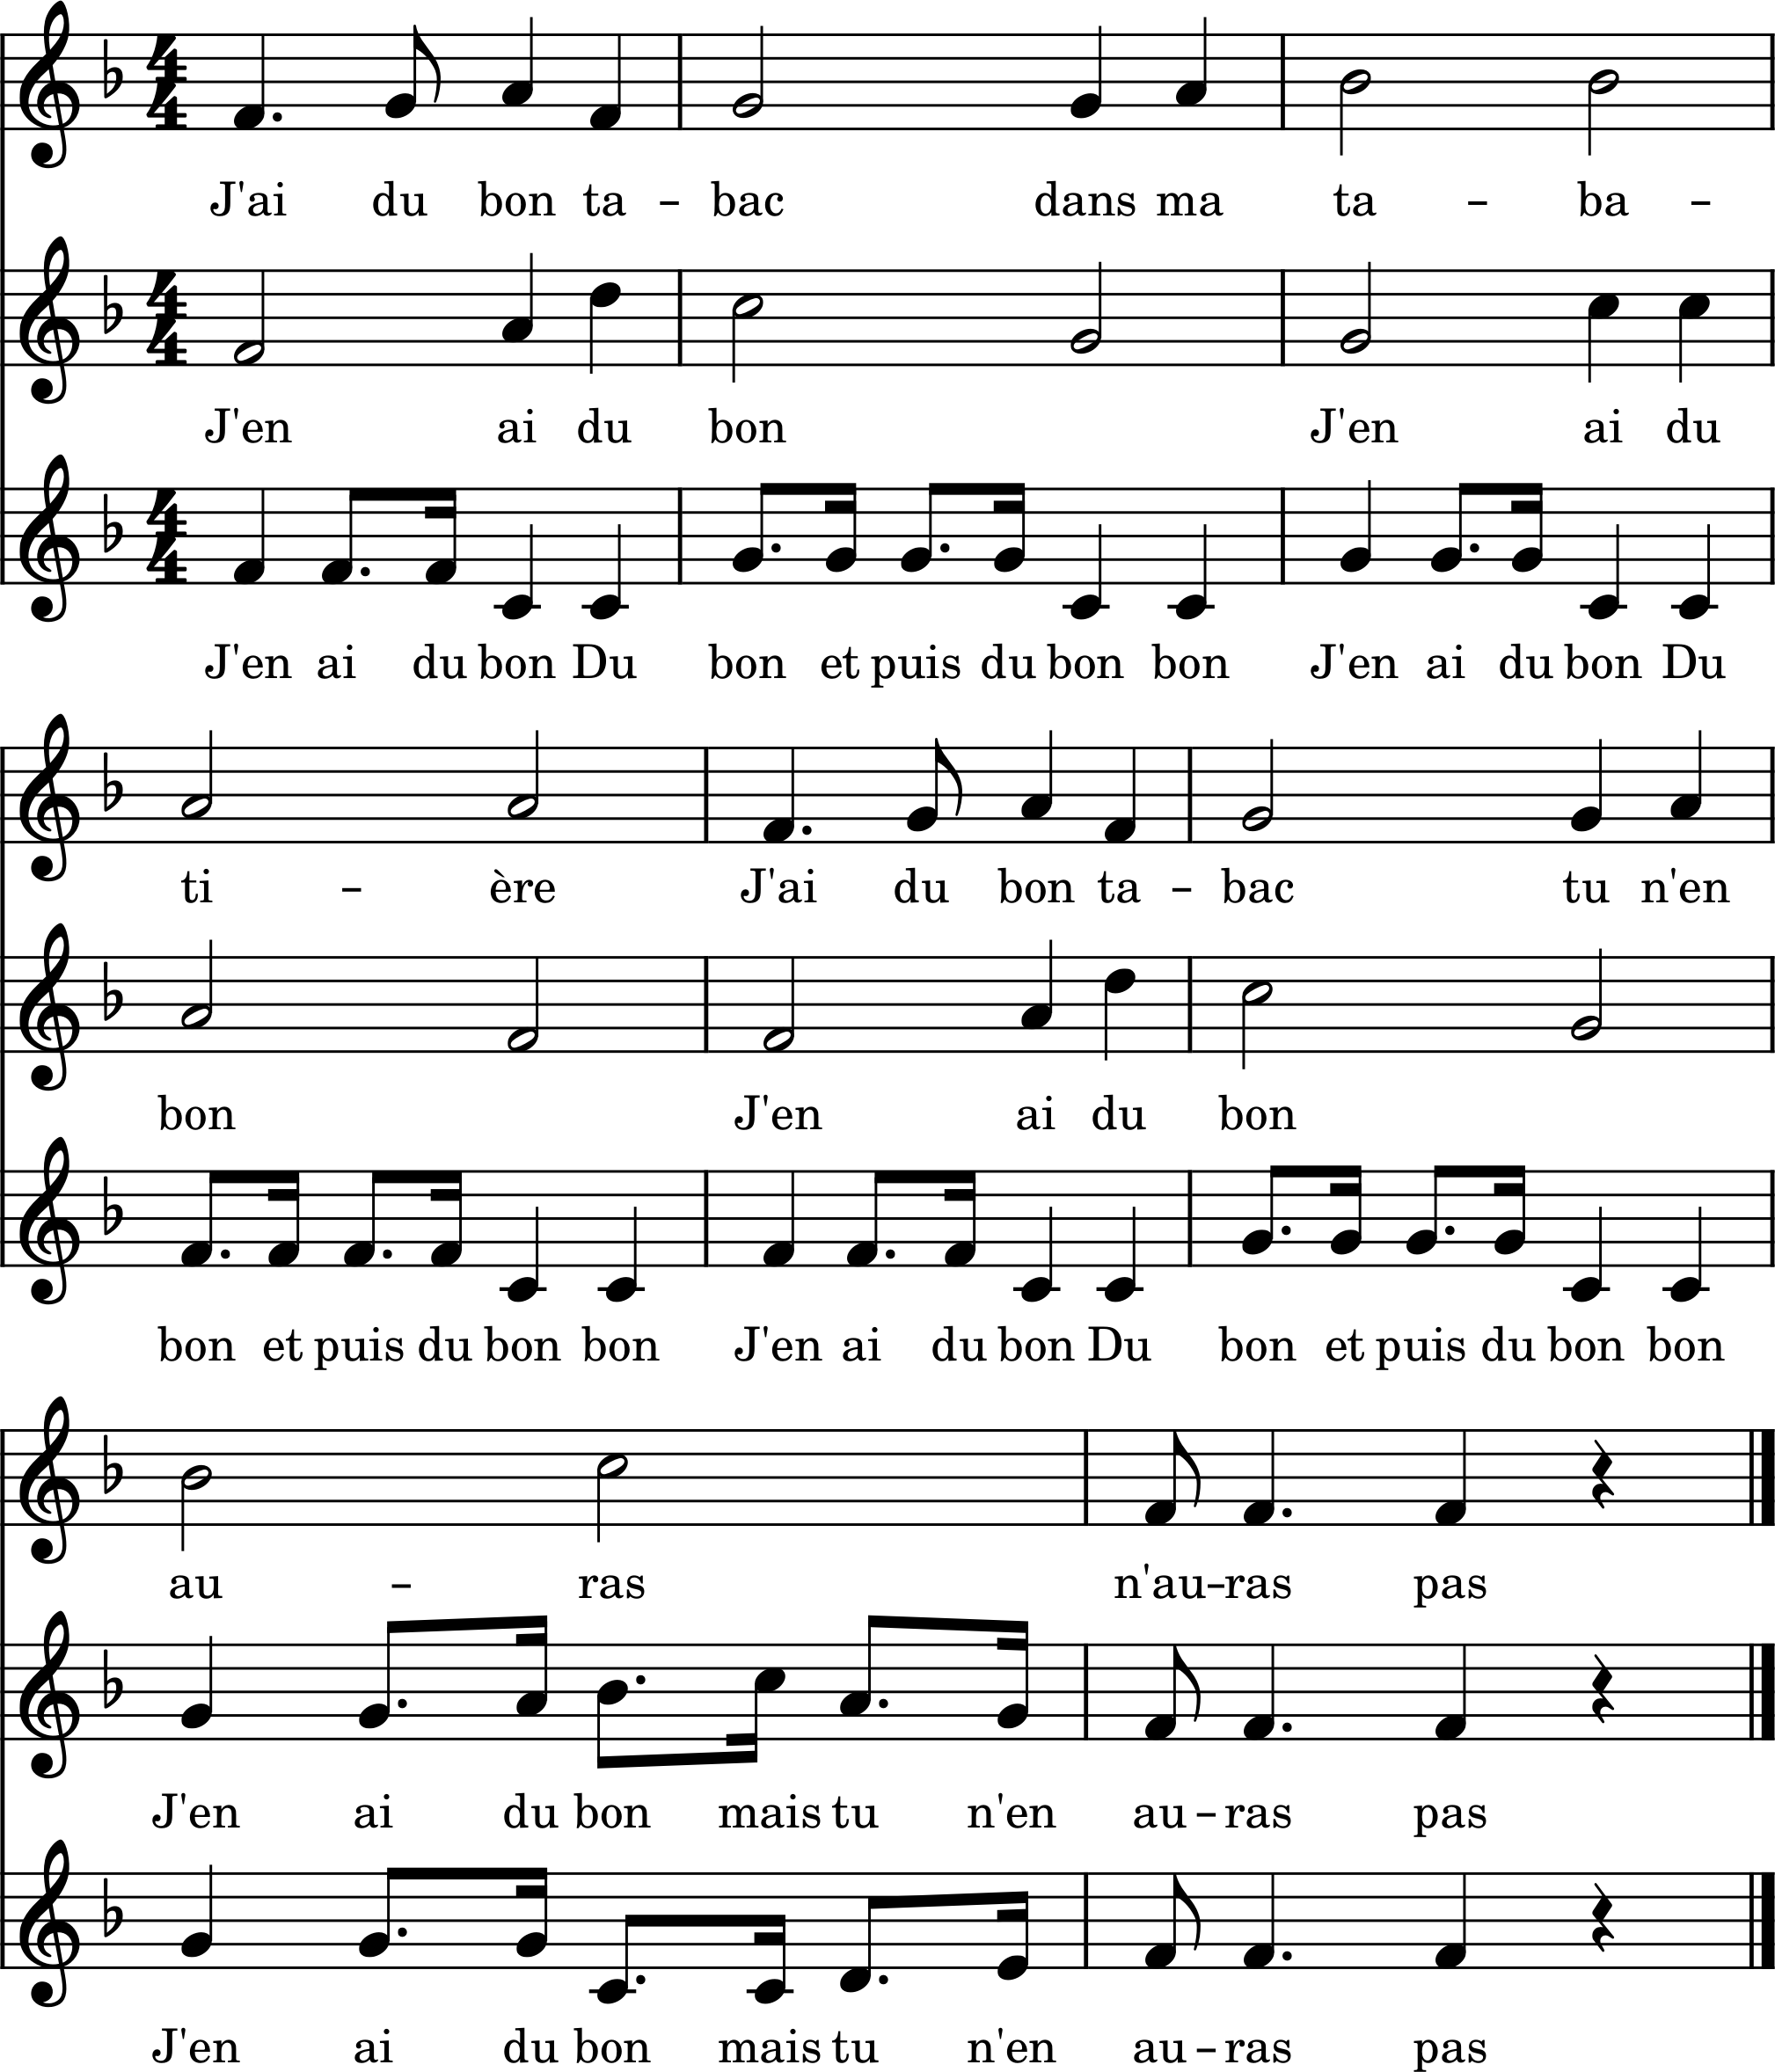 J'ai du bon ta – bac dans ma ta – ba –
J'en ai du bon J'en ai du
J'en ai du bon Du bon et puis du bon bon J'en ai du bon Du
ti – ère J'ai du bon ta – bac tu n'en
bon J'en ai du bon
bon et puis du bon bon J'en ai du bon Du bon et puis du bon bon
au – ras n'au–ras pas
J'en ai du bon mais tu n'en au–ras pas
J'en ai du bon mais tu n'en au–ras pas